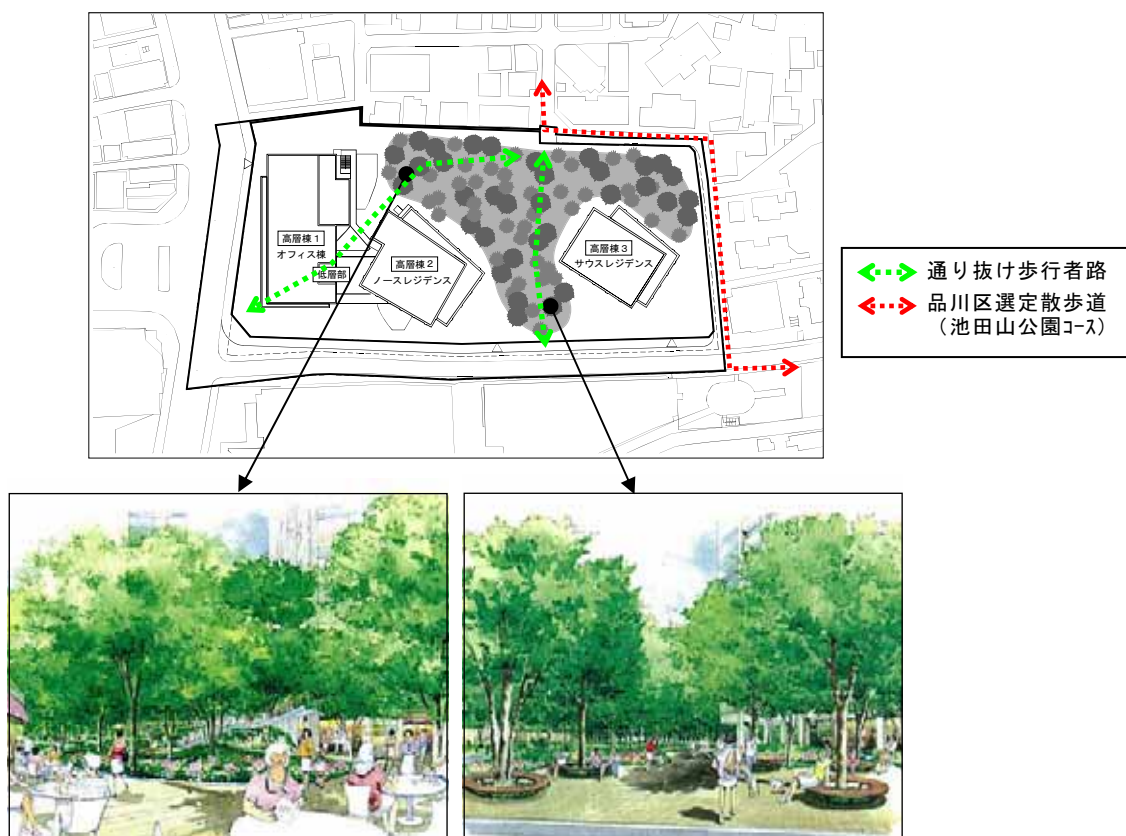 高層棟1
オフィス棟
低層部
高層棟2
ノースレジデンス
高層棟3
サウスレジデンス
通り抜け歩行者路
品川区選定散歩道
（池田山公園ｺｰｽ）